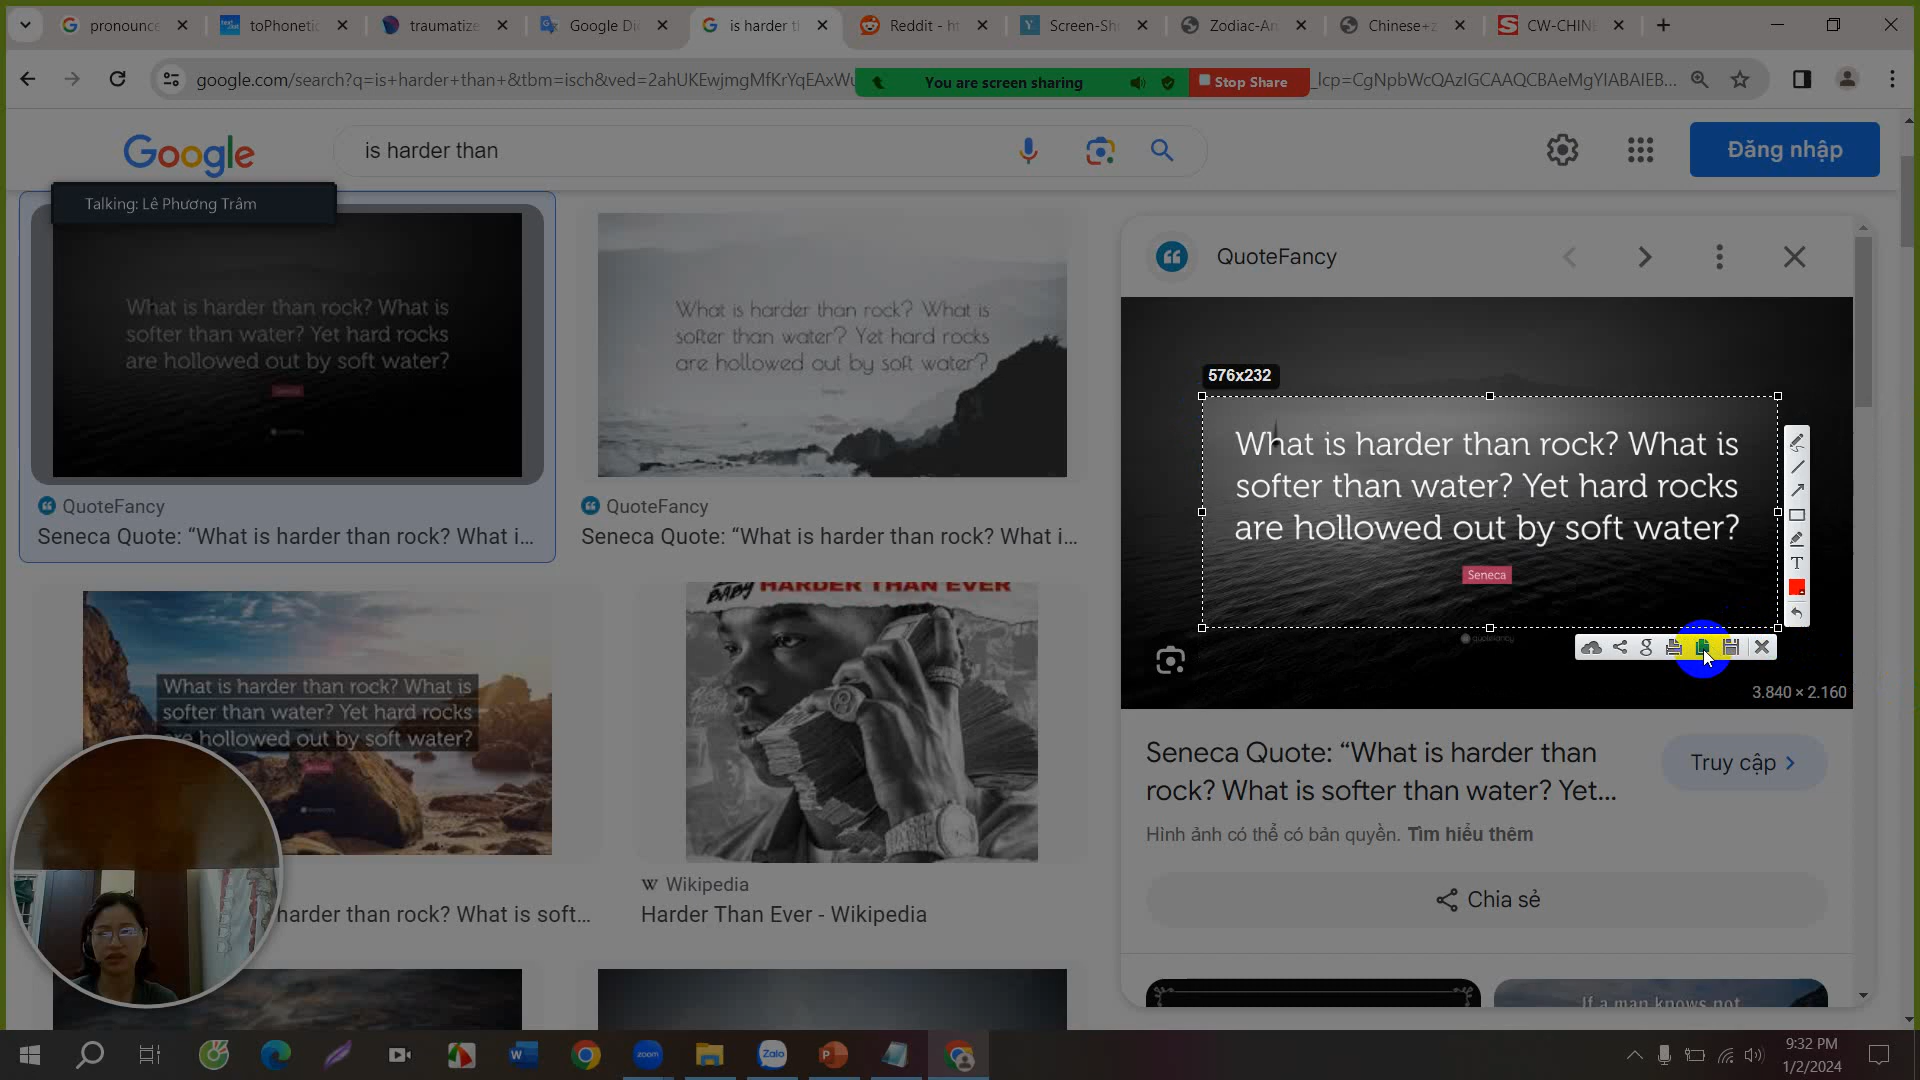 pronounce
toPhonetic
traumatize
Google Di
is harder t
Reddit - ht
Screen-Sh
Zodiac-An
Chinese+z
CW-CHIN
google.com/search?q=is+harder+than+&tbm=isch&ved=2ahUKEwjmgMfKrYqEAxWu
You are screen sharing
Stop Share
_lcp=CgNpbWcQAzIGCAAQCBAeMgYIABAIEB...
Google
is harder than
Đăng nhập
Talking: Lê Phương Trâm
What is harder than rock? What is
softer than water? Yet hard rocks
are hollowed out by soft water?
QuoteFancy
Seneca Quote: “What is harder than rock? What i...
What is harder than rock? What is
softer than water? Yet hard rocks
are hollowed out by soft water?
QuoteFancy
Seneca Quote: “What is harder than rock? What i...
What is harder than rock? What is
softer than water? Yet hard rocks
are hollowed out by soft water?
harder than rock? What is soft...
BABY HARDER THAN EVER
W Wikipedia
Harder Than Ever - Wikipedia
QuoteFancy
576x232
What is harder than rock? What is
softer than water? Yet hard rocks
are hollowed out by soft water?
Seneca
quotefancy
3.840 × 2.160
Seneca Quote: “What is harder than
rock? What is softer than water? Yet...
Truy cập
Hình ảnh có thể có bản quyền. Tìm hiểu thêm
Chia sẻ
If a man knows not
zoom
Zalo
9:32 PM
1/2/2024